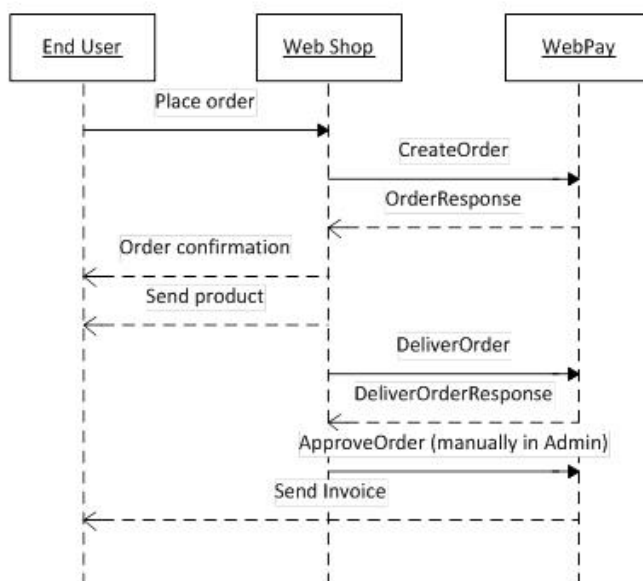 End User
Web Shop
WebPay
Place order
CreateOrder
OrderResponse
Order confirmation
Send product
DeliverOrder
DeliverOrderResponse
ApproveOrder (manually in Admin)
Send Invoice